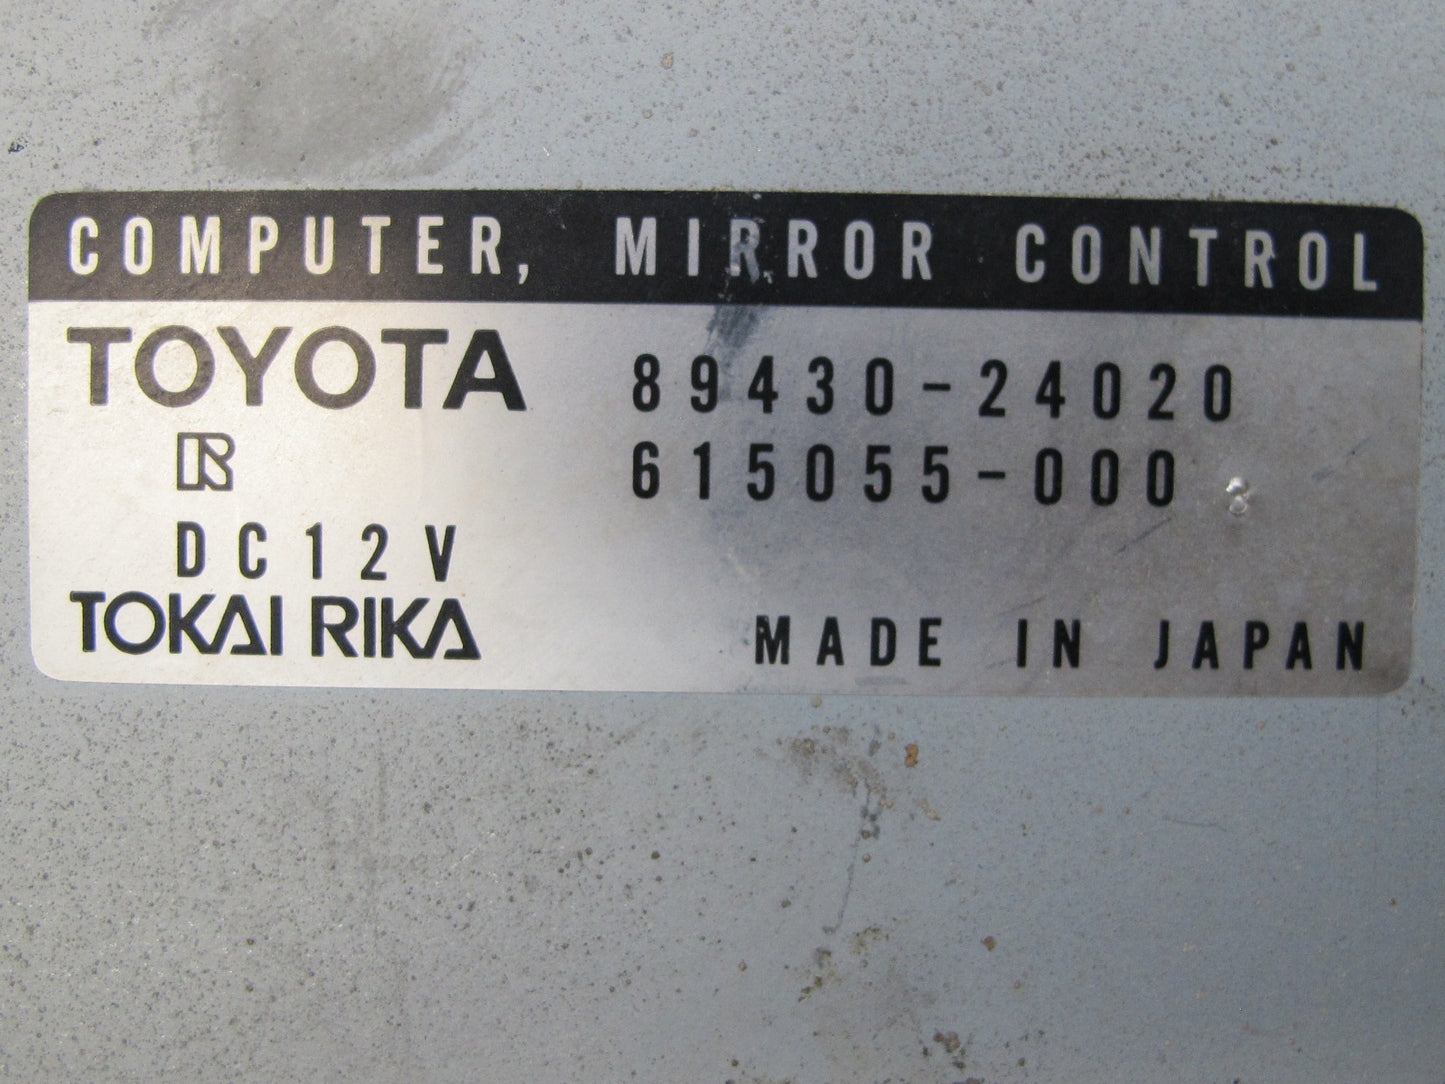 COMPUTER, MIRROR CONTROL
TOYOTA 89430-24020
R 615055-000
DC12V
TOKAI RIKA MADE IN JAPAN